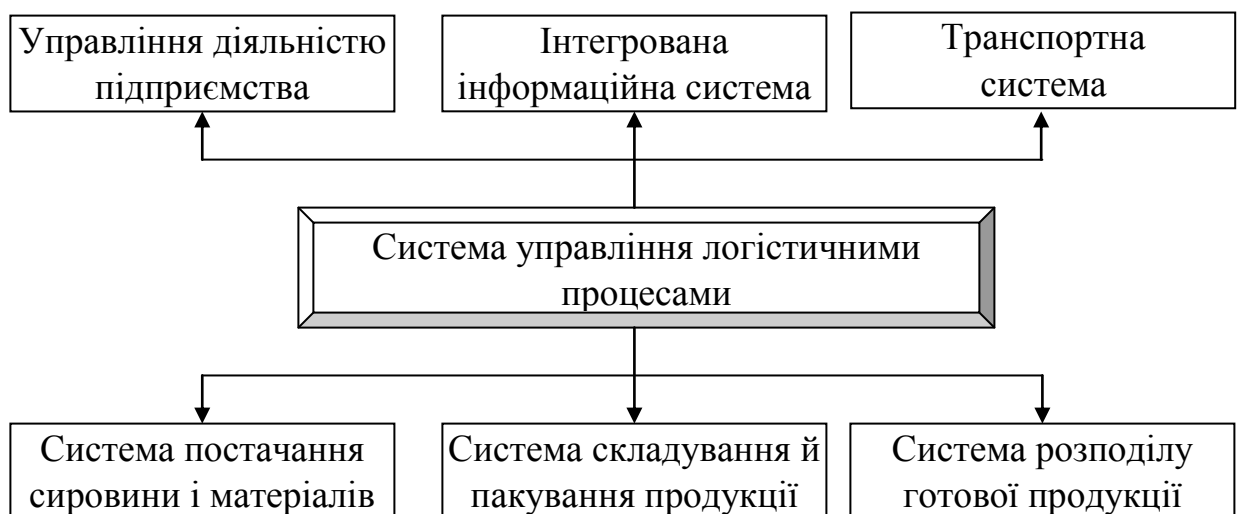 Управління діяльністю
підприємства
Інтегрована
інформаційна система
Транспортна
система
Система управління логістичними
процесами
Система постачання
сировини і матеріалів
Система складування й
пакування продукції
Система розподілу
готової продукції